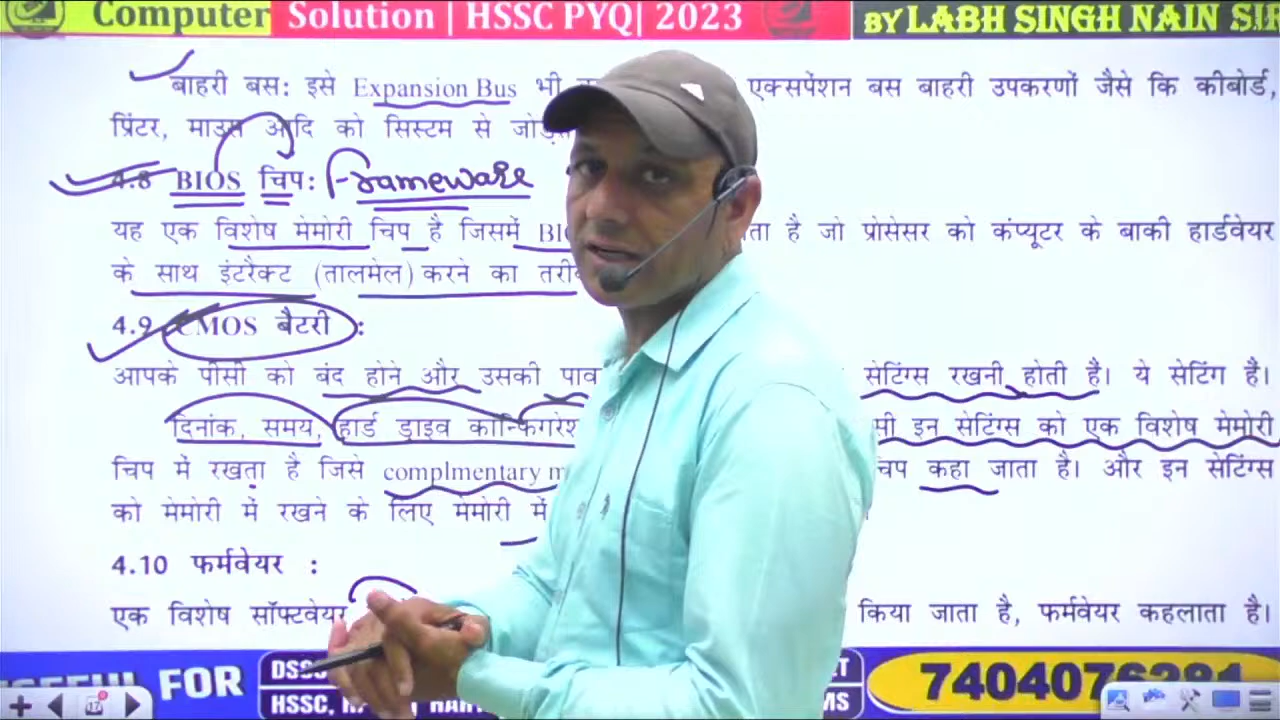 Computer Solution | HSSC PYQ| 2023 BY LABH SINGH NAIN SIR
बाहरी बस: इसे Expansion Bus भी एक्सपेंशन बस बाहरी उपकरणों जैसे कि कीबोर्ड,
प्रिंटर, माउस आदि को सिस्टम से
4.8 BIOS चिप: Frameware
यह एक विशेष मेमोरी चिप है जिसमें है जो प्रोसेसर को कंप्यूटर के बाकी हार्डवेयर
के साथ इंटरैक्ट (तालमेल) करने का
4.9 CMOS बैटरी :
आपके पीसी को बंद होने और उसकी सेटिंग्स रखनी होती है। ये सेटिंग हैं।
दिनांक, समय, हार्ड ड्राइव इन सेटिंग्स को एक विशेष मेमोरी
चिप में रखता है जिसे complmentary कहा जाता है। और इन सेटिंग्स
को मेमोरी में रखने के लिए मेमोरी में
4.10 फर्मवेयर :
एक विशेष सॉफ्टवेयर किया जाता है, फर्मवेयर कहलाता है।
FOR
HSSC,
17